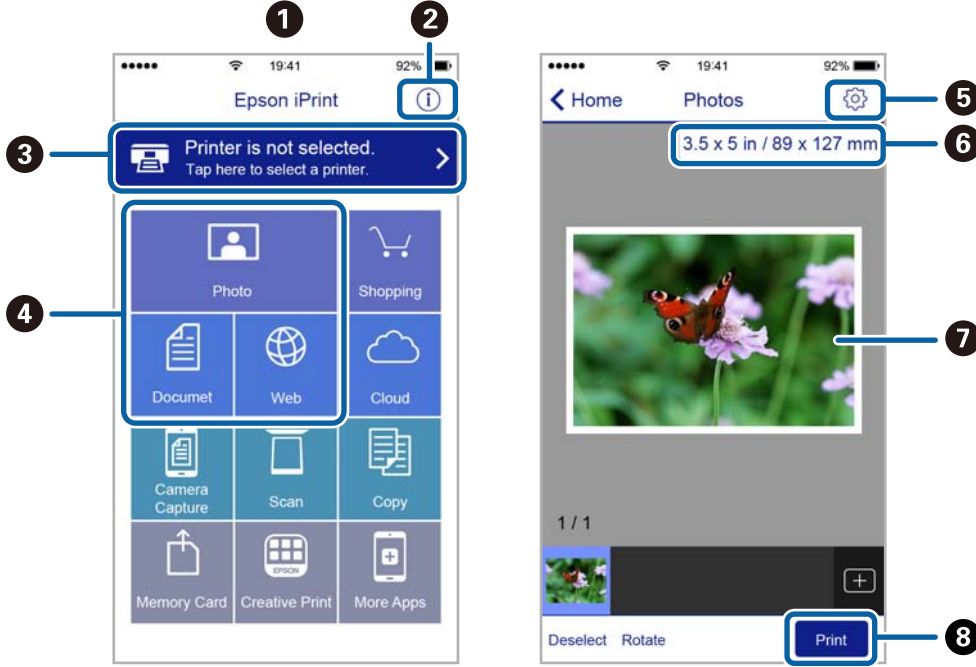 1
2
19:41
92%
Epson iPrint
3
Printer is not selected.
Tap here to select a printer.
4
Photo
Shopping
Documet
Web
Cloud
Camera
Capture
Scan
Copy
EPSON
Memory Card
Creative Print
More Apps
19:41
92%
Home
Photos
5
3.5 x 5 in / 89 x 127 mm
6
7
1 / 1
Deselect
Rotate
Print
8